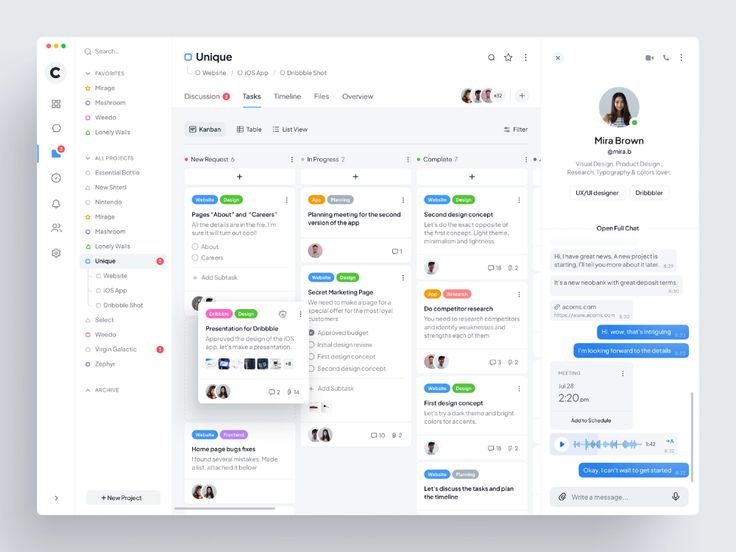 C
2
Search...
FAVORITES
Mirage
Mashroom
Weedo
Lonely Walls
ALL PROJECTS
Essential Bottle
New Shtetl
Nintendo
Mirage
Mashroom
Lonely Walls
Unique 2
Website
iOS App
Dribbble Shot
Select
Weedo
Virgin Galactic 1
Zephyr
ARCHIVE
+ New Project
Unique
Website / iOS App / Dribbble Shot
Discussion 2 Tasks Timeline Files Overview
+32
+
Kanban Table List View
Filter
New Request 6
+
Website Design
Pages "About" and "Careers"
All the details are in the file, I'm
sure it will turn out cool!
About
Careers
+ Add Subtask
Dribbble Design
Presentation for Dribbble
Approved the design of the iOS
app, let's make a presentation.
+8
2 14
Website Frontend
Home page bugs fixes
I found several mistakes. Made
a list, attached it below
In Progress 2
+
App Planning
Planning meeting for the second
version of the app
1
Website Design
Secret Marketing Page
We need to make a page for a
special offer for the most loyal
customers
Approved budget
Initial design review
First design concept
Second design concept
+ Add Subtask
10 2
Complete 7
+
Website Design
Second design concept
Let's do the exact opposite of
the first concept. Light theme,
minimalism and lightness
18 2
App Research
Do competitor research
You need to research competitors
and identify weaknesses and
strengths each of them.
3 2
Website Design
First design concept
Let's try a dark theme and bright
colors for accents.
18 2
Website Planning
Let's discuss the tasks and plan
the timeline
Mira Brown
@mira.b
Visual Design, Product Design,
Research, Typography & colors lover.
UX/UI designer Dribbbler
Open Full Chat
Hi, I have great news. A new project is
starting, I'll tell you more about it later. 8:29
It's a new neobank with great deposit terms.
8:30
acorns.com
https://www.acorns.com 8:30
Hi, wow, that's intriguing
I'm looking forward to the details
MEETING
Jul 28
2:20 pm
Add to Schedule
1:42
A
8:32
Okay, I can't wait to get started
Write a message...